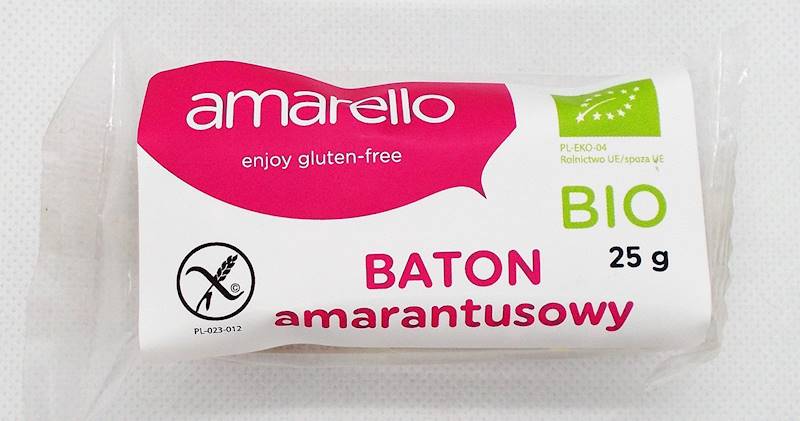 amarello
enjoy gluten-free
PL-EKO-04
Rolnictwo UE/spoza UE
BIO
25 g
BATON
amarantusowy
©
PL-023-012